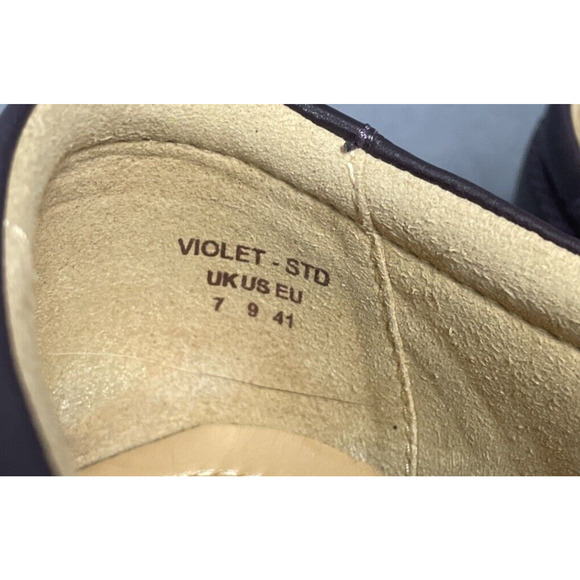 VIOLET - STD
UK US EU
7 9 41